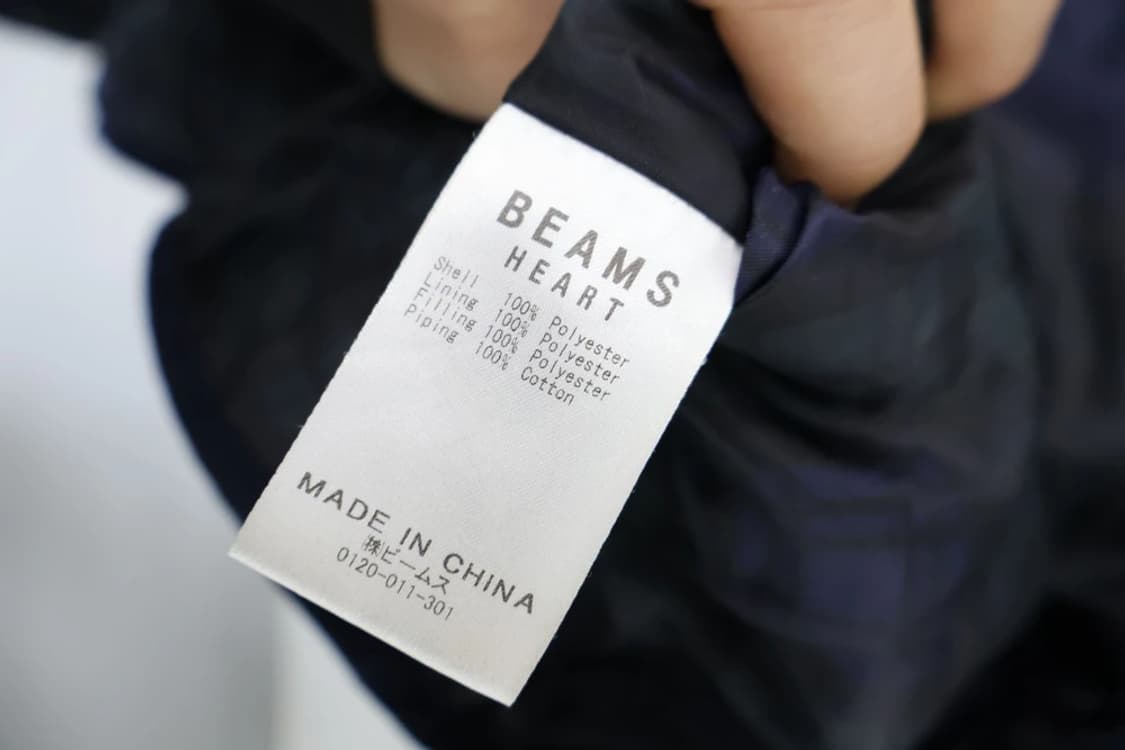 BEAMS
HEART
Shell 100% Polyester
Lining 100% Polyester
Filling 100% Polyester
Piping 100% Cotton
MADE IN CHINA
㈱ビームス
0120-011-301